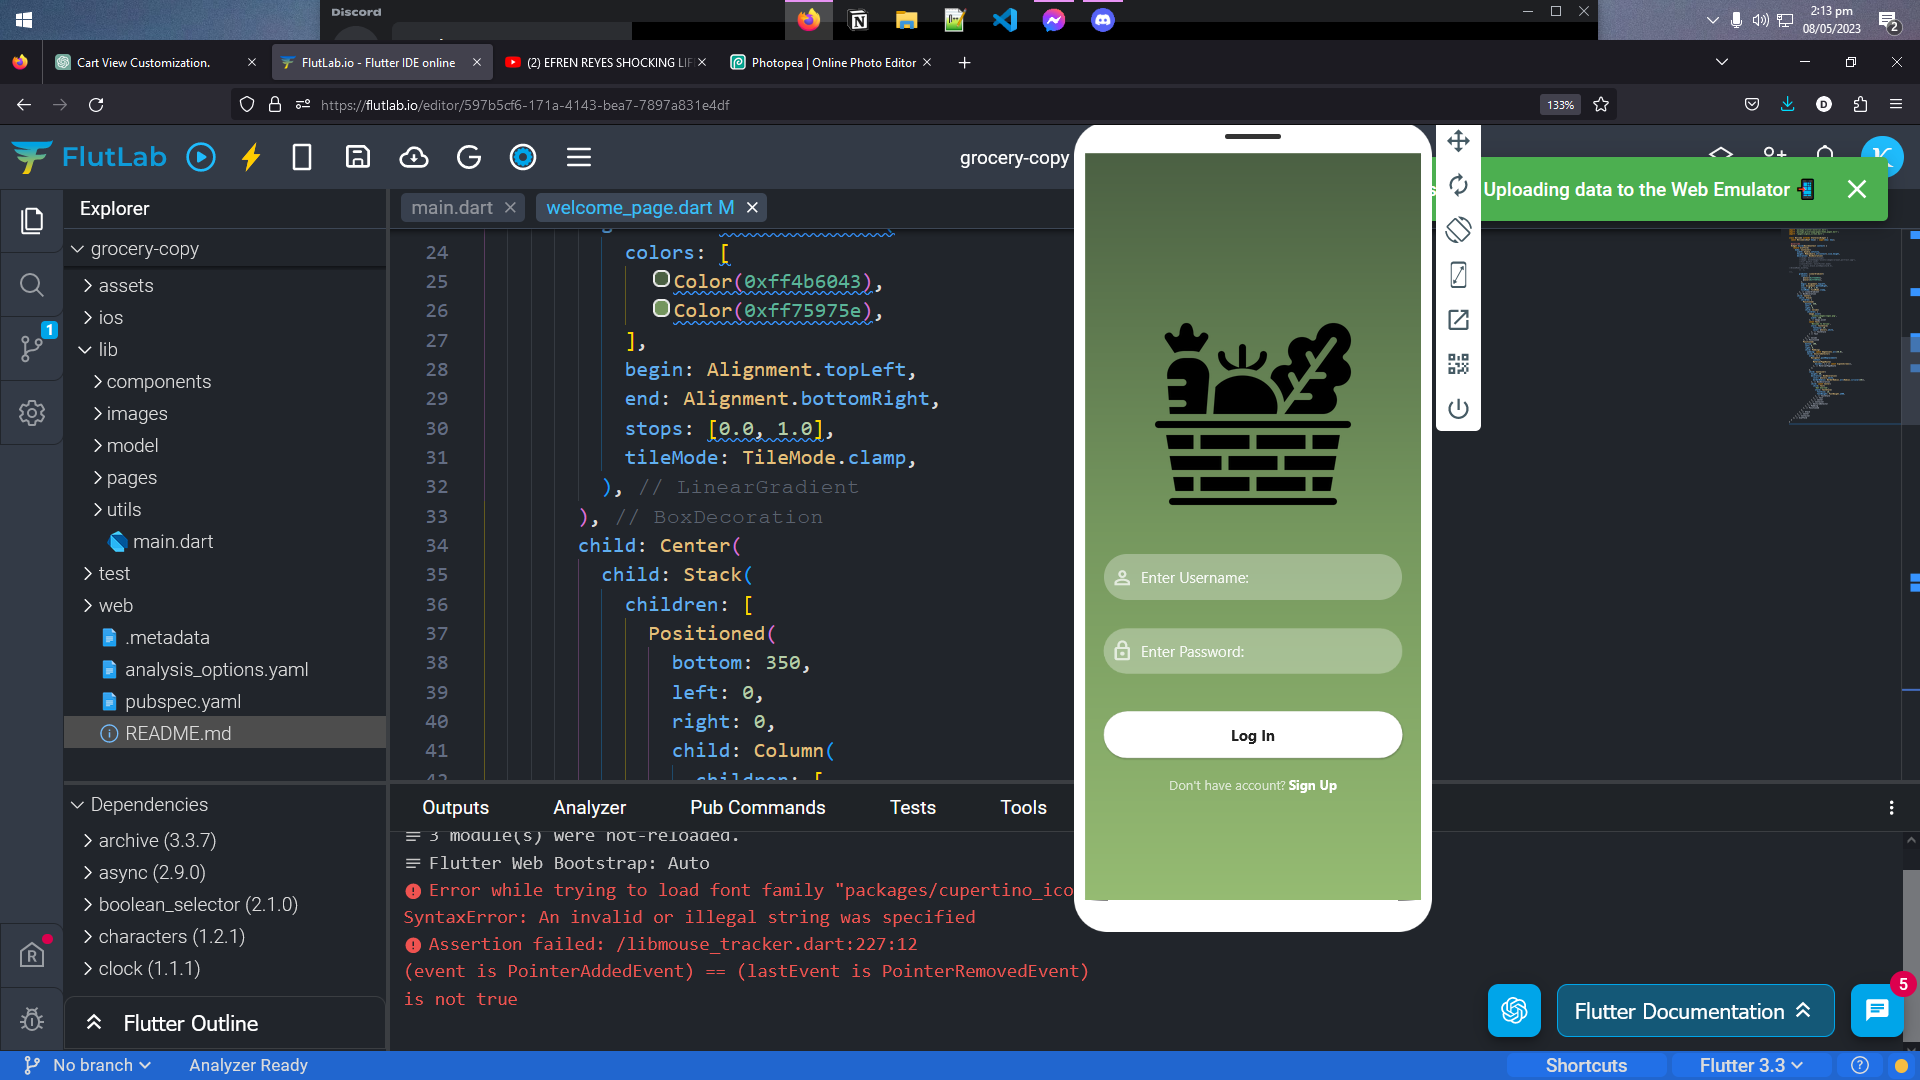 Discord
2:13 pm
08/05/2023
2
Cart View Customization.
FlutLab.io - Flutter IDE online
(2) EFREN REYES SHOCKING LIF
Photopea | Online Photo Editor
https://flutlab.io/editor/597b5cf6-171a-4143-bea7-7897a831e4df
133%
D
FlutLab
grocery-copy
K
Uploading data to the Web Emulator
Explorer
main.dart
welcome_page.dart M
grocery-copy
assets
ios
lib
components
images
model
pages
utils
main.dart
test
web
.metadata
analysis_options.yaml
pubspec.yaml
README.md
1
24 colors: [
25 Color(0xff4b6043),
26 Color(0xff75975e),
27 ],
28 begin: Alignment.topLeft,
29 end: Alignment.bottomRight,
30 stops: [0.0, 1.0],
31 tileMode: TileMode.clamp,
32 ), // LinearGradient
33 ), // BoxDecoration
34 child: Center(
35 child: Stack(
36 children: [
37 Positioned(
38 bottom: 350,
39 left: 0,
40 right: 0,
41 child: Column(
42 children: [
Enter Username:
Enter Password:
Log In
Don't have account? Sign Up
Dependencies
archive (3.3.7)
async (2.9.0)
boolean_selector (2.1.0)
characters (1.2.1)
clock (1.1.1)
Flutter Outline
Outputs
Analyzer
Pub Commands
Tests
Tools
3 module(s) were hot-reloaded.
Flutter Web Bootstrap: Auto
Error while trying to load font family "packages/cupertino_ico
SyntaxError: An invalid or illegal string was specified
Assertion failed: /libmouse_tracker.dart:227:12
(event is PointerAddedEvent) == (lastEvent is PointerRemovedEvent)
is not true
Flutter Documentation
5
No branch
Analyzer Ready
Shortcuts
Flutter 3.3